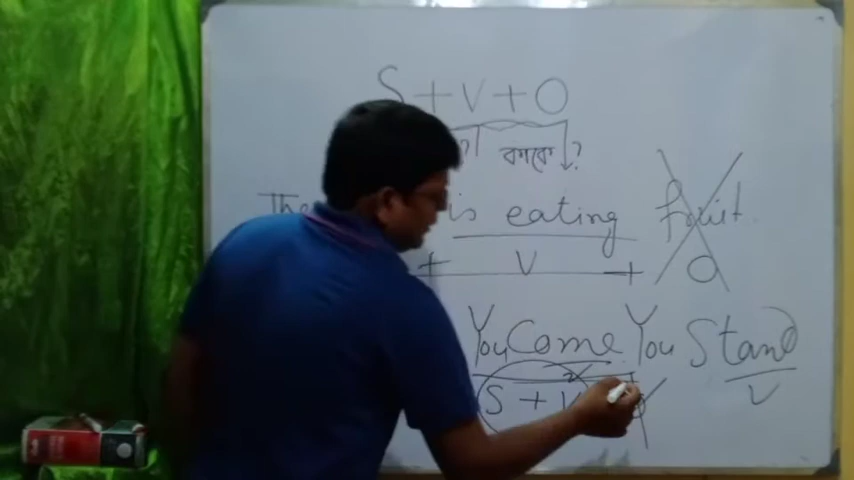 S + V + O
? কাকে ?
The is eating fruit
+ V + O
You Come You Stand
S + V V